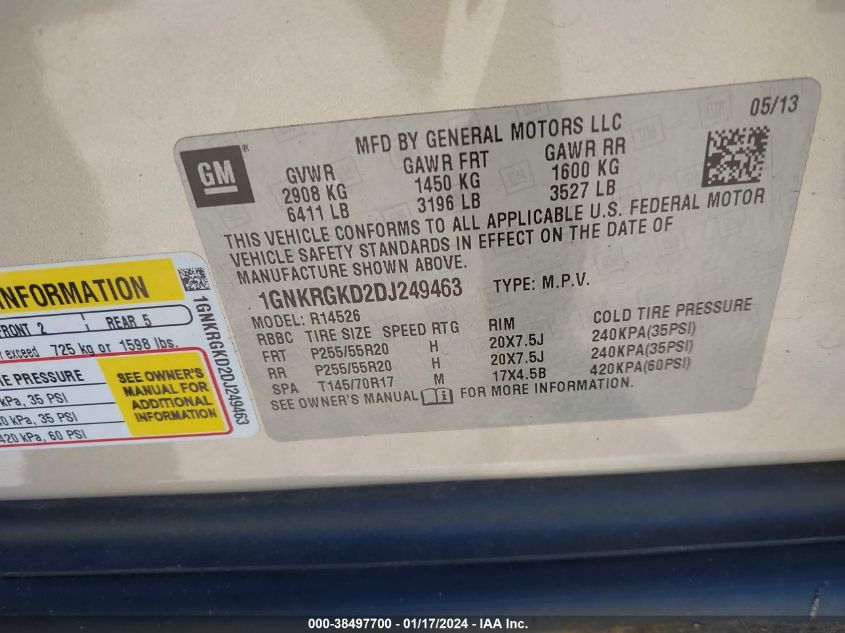 05/13
MFD BY GENERAL MOTORS LLC
GM ®
GVWR GAWR FRT GAWR RR
2908 KG 1450 KG 1600 KG
6411 LB 3196 LB 3527 LB
THIS VEHICLE CONFORMS TO ALL APPLICABLE U.S. FEDERAL MOTOR
VEHICLE SAFETY STANDARDS IN EFFECT ON THE DATE OF
MANUFACTURE SHOWN ABOVE.
1GNKRGKD2DJ249463 TYPE: M.P.V.
MODEL: R14526
RBBC TIRE SIZE SPEED RTG RIM COLD TIRE PRESSURE
FRT P255/55R20 H 20X7.5J 240KPA(35PSI)
RR P255/55R20 H 20X7.5J 240KPA(35PSI)
SPA T145/70R17 M 17X4.5B 420KPA(60PSI)
SEE OWNER'S MANUAL i FOR MORE INFORMATION.
INFORMATION
FRONT 2 REAR 5
exceed 725 kg or 1598 lbs.
PRESSURE
kPa, 35 PSI
kPa, 35 PSI
420 kPa, 60 PSI
SEE OWNER'S
MANUAL FOR
ADDITIONAL
INFORMATION
1GNKRGKD2DJ249463
000-38497700 - 01/17/2024 - IAA Inc.